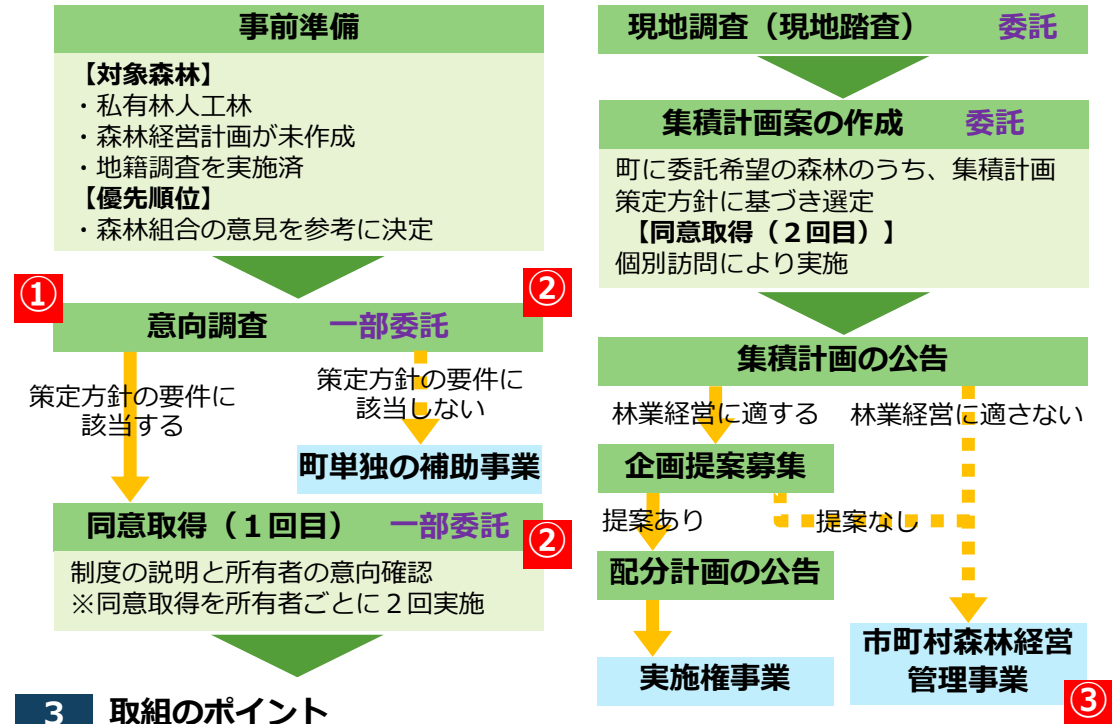 事前準備
【対象森林】
・私有林人工林
・森林経営計画が未作成
・地籍調査を実施済
【優先順位】
・森林組合の意見を参考に決定
①
②
意向調査 一部委託
策定方針の要件に
該当する
策定方針の要件に
該当しない
町単独の補助事業
同意取得（１回目） 一部委託
②
制度の説明と所有者の意向確認
※同意取得を所有者ごとに２回実施
現地調査（現地踏査） 委託
集積計画案の作成 委託
町に委託希望の森林のうち、集積計画
策定方針に基づき選定
【同意取得（２回目）】
個別訪問により実施
集積計画の公告
林業経営に適する
林業経営に適さない
企画提案募集
提案あり
提案なし
配分計画の公告
実施権事業
市町村森林経営
管理事業
③
3 取組のポイント